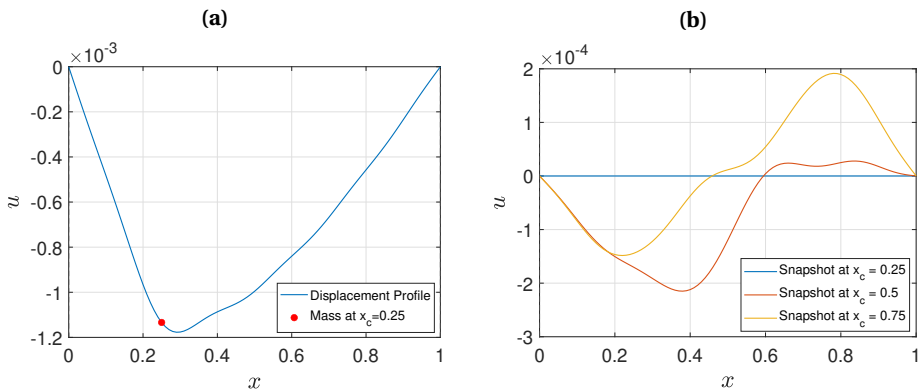 (a)
×10⁻³
0
-0.2
-0.4
-0.6
-0.8
-1
-1.2
u
0 0.2 0.4 0.6 0.8 1
x
Displacement Profile
Mass at x_c=0.25
(b)
×10⁻⁴
2
1
0
-1
-2
-3
u
0 0.2 0.4 0.6 0.8 1
x
Snapshot at x_c = 0.25
Snapshot at x_c = 0.5
Snapshot at x_c = 0.75